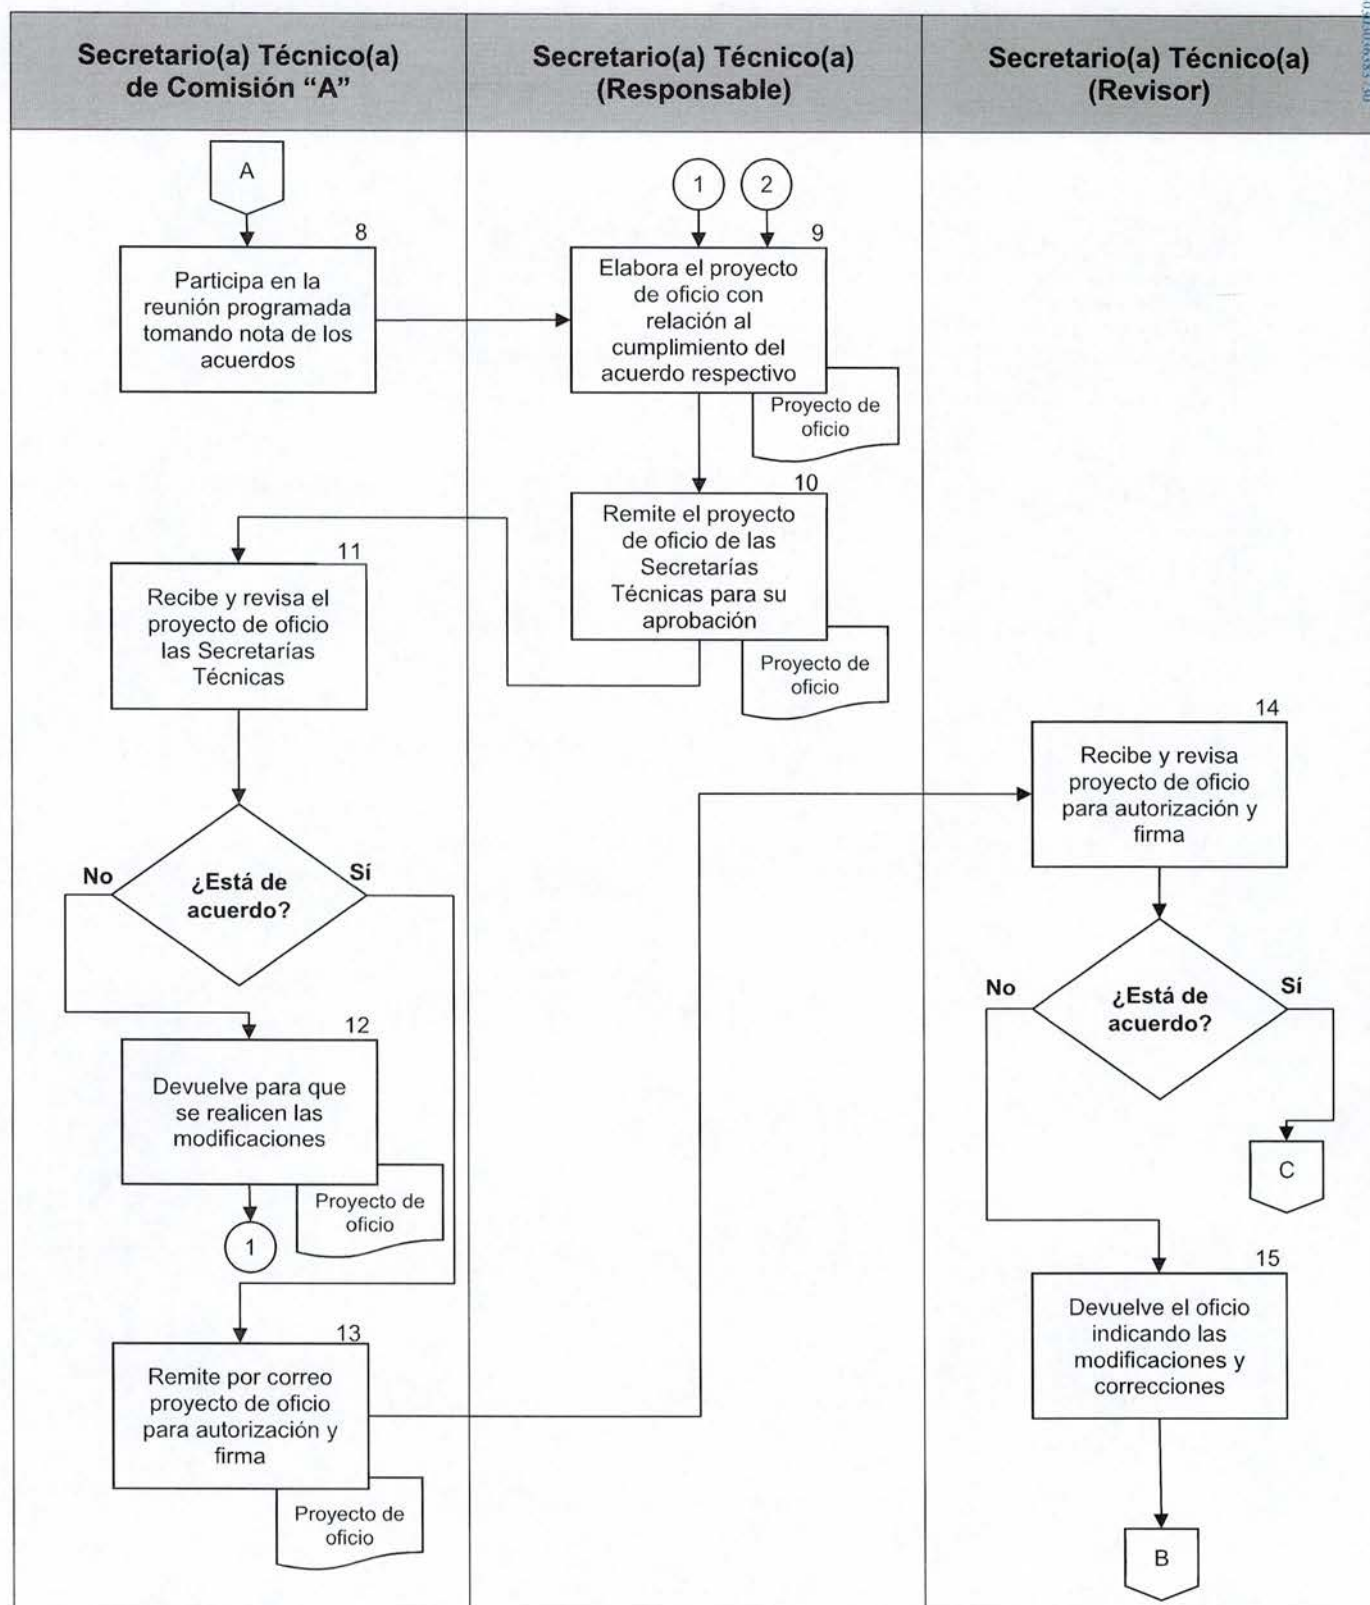 Secretario(a) Técnico(a)
de Comisión “A”
Secretario(a) Técnico(a)
(Responsable)
Secretario(a) Técnico(a)
(Revisor)
A
8
Participa en la
reunión programada
tomando nota de los
acuerdos
1
2
9
Elabora el proyecto
de oficio con
relación al
cumplimiento del
acuerdo respectivo
Proyecto de
oficio
10
Remite el proyecto
de oficio de las
Secretarías
Técnicas para su
aprobación
Proyecto de
oficio
11
Recibe y revisa el
proyecto de oficio
las Secretarías
Técnicas
No
¿Está de
acuerdo?
Sí
12
Devuelve para que
se realicen las
modificaciones
Proyecto de
oficio
1
13
Remite por correo
proyecto de oficio
para autorización y
firma
Proyecto de
oficio
14
Recibe y revisa
proyecto de oficio
para autorización y
firma
No
¿Está de
acuerdo?
Sí
C
15
Devuelve el oficio
indicando las
modificaciones y
correcciones
B